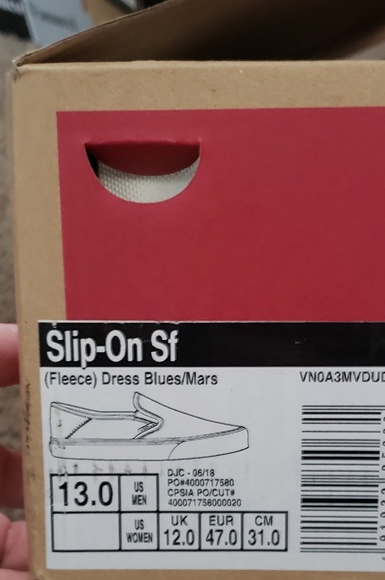 Slip-On Sf
(Fleece) Dress Blues/Mars VN0A3MVDU
DJC - 06/18
PO#4000717580
CPSIA PO/CUT#
400071758000020
13.0 US MEN
US WOMEN UK 12.0 EUR 47.0 CM 31.0